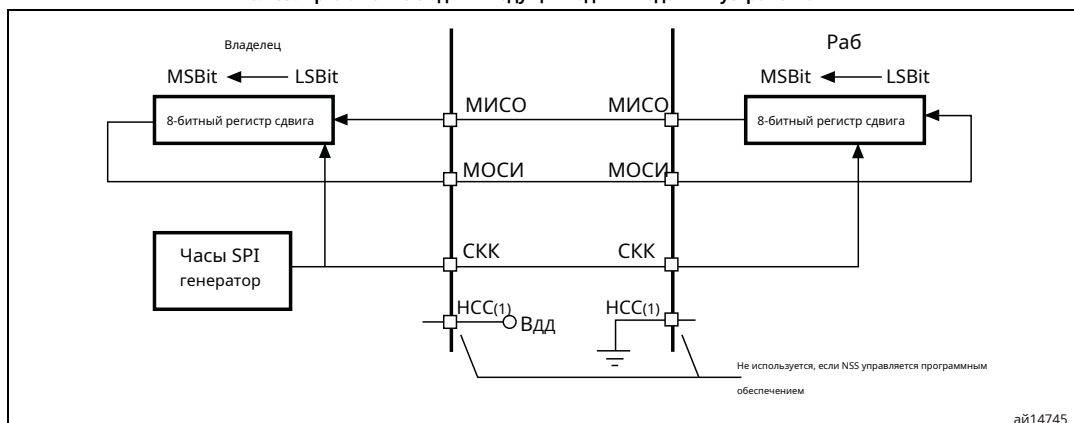 Владелец
Раб
MSBit LSBit
MSBit LSBit
МИСО
МИСО
8-битный регистр сдвига
8-битный регистр сдвига
МОСИ
МОСИ
Часы SPI
генератор
СКК
СКК
НСС(1)
Вдд
НСС(1)
Не используется, если NSS управляется программным
обеспечением
ай14745